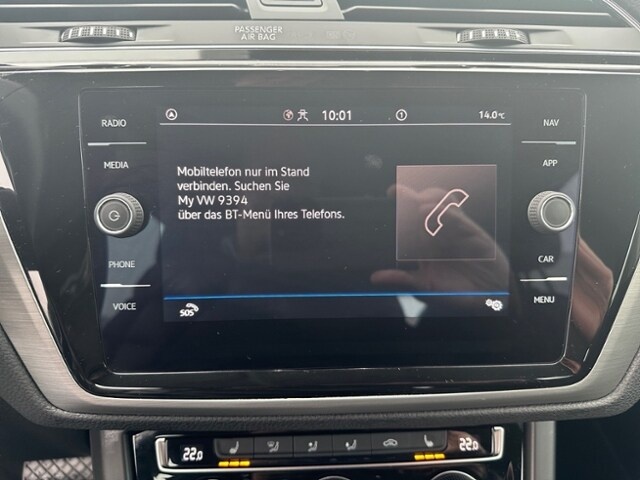 PASSENGER
AIR BAG
RADIO
MEDIA
PHONE
VOICE
10:01
1
14.0°C
Mobiltelefon nur im Stand
verbinden. Suchen Sie
My VW 9394
über das BT-Menü Ihres Telefons.
SOS
NAV
APP
CAR
MENU
22.0
22.0